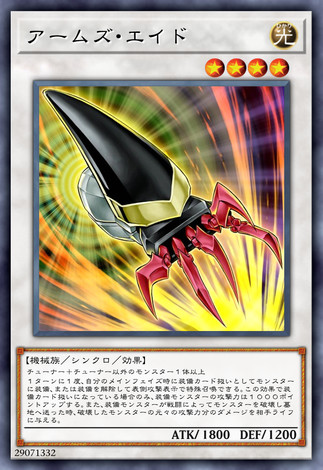 アームズ・エイド
光
【機械族／シンクロ／効果】
チューナー＋チューナー以外のモンスター１体以上
１ターンに１度、自分のメインフェイズ時に装備カード扱いとしてモンスター
に装備、または装備を解除して表側攻撃表示で特殊召喚できる。この効果で装
備カード扱いになっている場合のみ、装備モンスターの攻撃力は１０００ポイ
ントアップする。また、装備モンスターが戦闘によってモンスターを破壊し墓
地へ送った時、破壊したモンスターの元々の攻撃力分のダメージを相手ライフ
に与える。
ATK/1800 DEF/1200
29071332